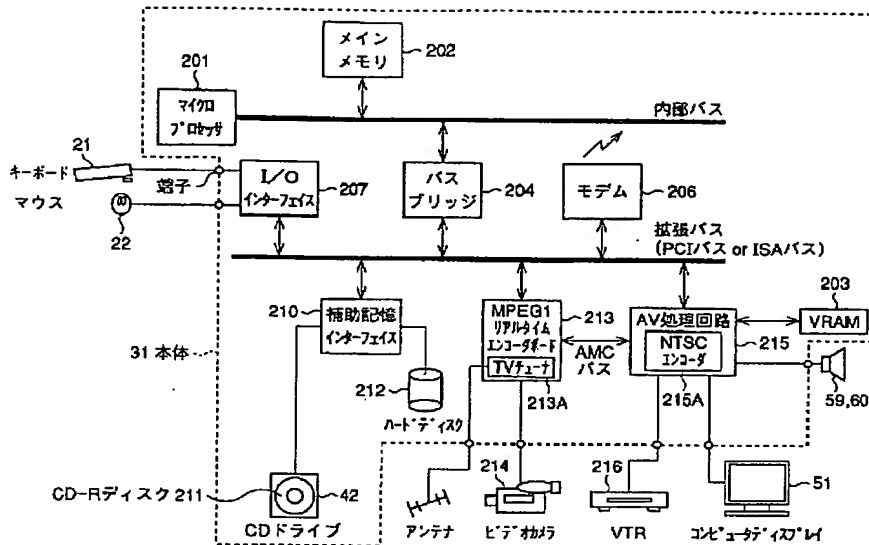 メイン
メモリ
202
201
マイクロ
プロセッサ
内部バス
21
キーボード
端子
I/O
インターフェイス
207
バス
ブリッジ
204
モデム
206
マウス
22
拡張バス
(PCIバス or ISAバス)
203
210
補助記憶
インターフェイス
MPEG1
リアルタイム
エンコーダボード
213
TVチューナ
213A
AMC
バス
AV処理回路
215
NTSC
エンコーダ
215A
VRAM
31 本体
212
ハードディスク
59,60
CD-Rディスク 211
42
CDドライブ
アンテナ
214
ビデオカメラ
216
VTR
51
コンピュータディスプレイ